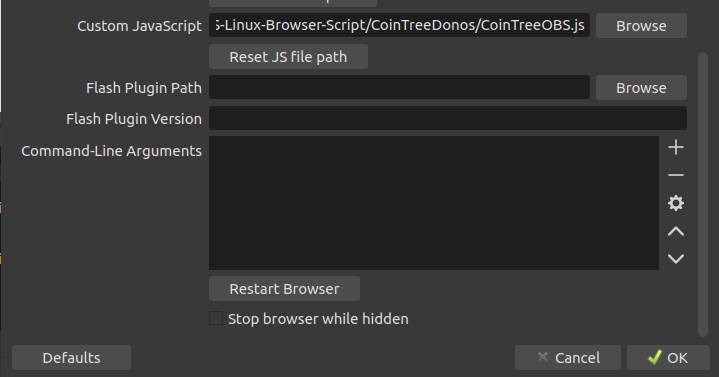 Custom JavaScript
-Linux-Browser-Script/CoinTreeDonos/CoinTreeOBS.js
Browse
Reset JS file path
Flash Plugin Path
Browse
Flash Plugin Version
Command-Line Arguments
Restart Browser
Stop browser while hidden
Defaults
Cancel
OK